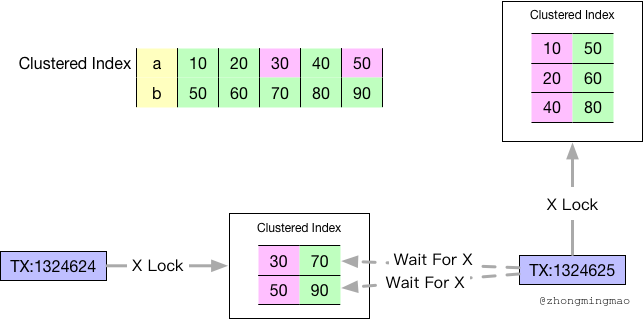 Clustered Index
10 50
20 60
40 80
Clustered Index a 10 20 30 40 50
b 50 60 70 80 90
X Lock
Clustered Index
30 70
50 90
TX:1324624
X Lock
Wait For X
Wait For X
TX:1324625
@zhongmingmao